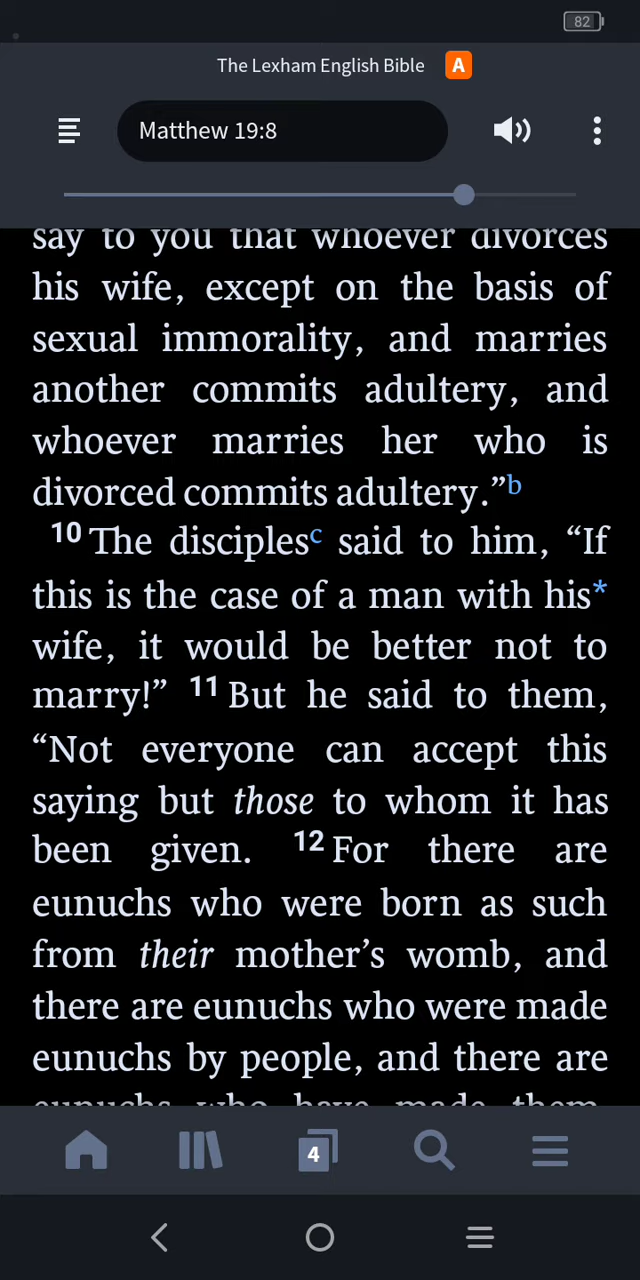 82
The Lexham English Bible A
Matthew 19:8
say to you that whoever divorces
his wife, except on the basis of
sexual immorality, and marries
another commits adultery, and
whoever marries her who is
divorced commits adultery.”b
10 The disciplesc said to him, “If
this is the case of a man with his*
wife, it would be better not to
marry!” 11 But he said to them,
“Not everyone can accept this
saying but those to whom it has
been given. 12 For there are
eunuchs who were born as such
from their mother’s womb, and
there are eunuchs who were made
eunuchs by people, and there are
eunuchs who have made them-
4